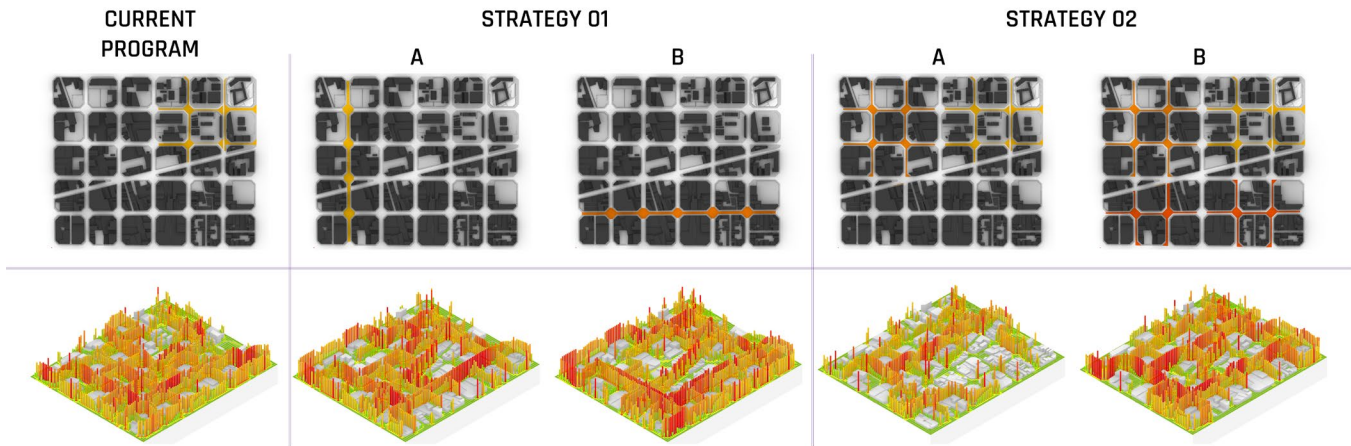 CURRENT
PROGRAM
STRATEGY 01
A
B
STRATEGY 02
A
B